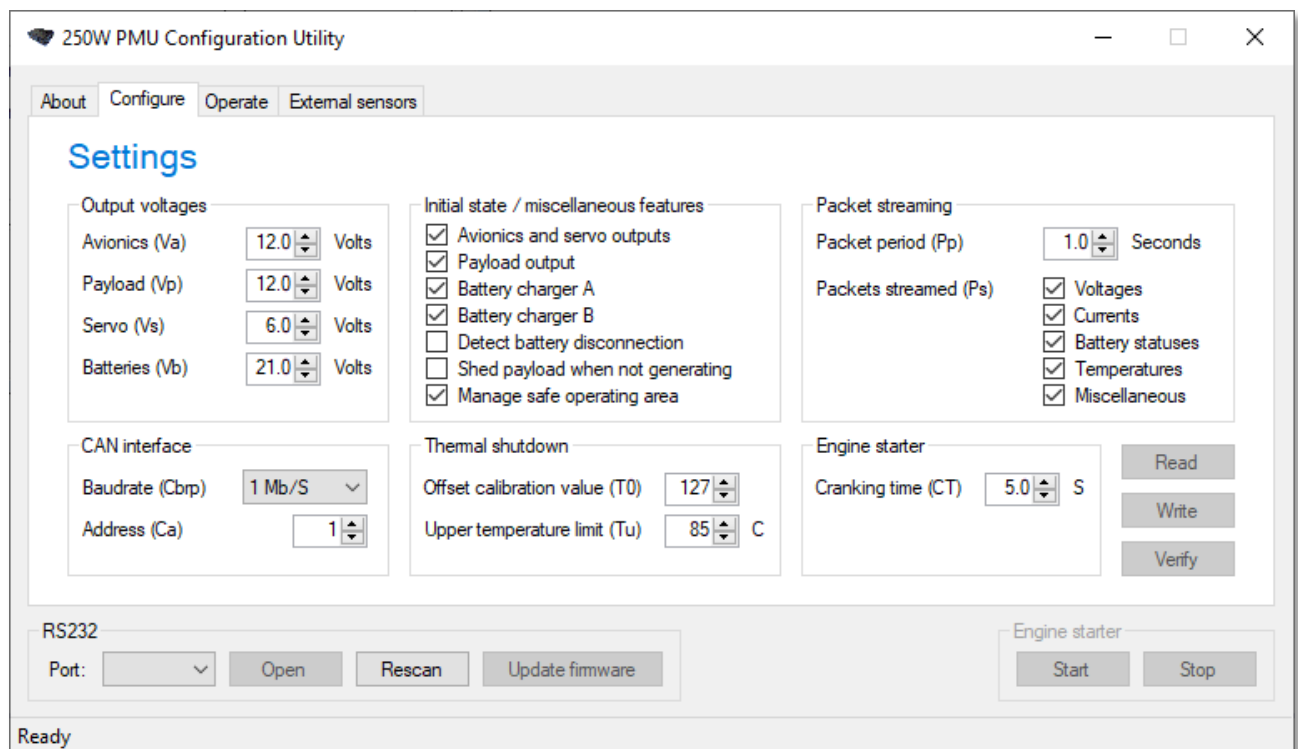 250W PMU Configuration Utility
About Configure Operate External sensors
Settings
Output voltages
Avionics (Va) 12.0 Volts
Payload (Vp) 12.0 Volts
Servo (Vs) 6.0 Volts
Batteries (Vb) 21.0 Volts
Initial state / miscellaneous features
Avionics and servo outputs
Payload output
Battery charger A
Battery charger B
Detect battery disconnection
Shed payload when not generating
Manage safe operating area
Packet streaming
Packet period (Pp) 1.0 Seconds
Packets streamed (Ps) Voltages
Currents
Battery statuses
Temperatures
Miscellaneous
CAN interface
Baudrate (Cbrp) 1 Mb/S
Address (Ca) 1
Thermal shutdown
Offset calibration value (T0) 127
Upper temperature limit (Tu) 85 C
Engine starter
Cranking time (CT) 5.0 S
Read
Write
Verify
RS232
Port: Open Rescan Update firmware
Engine starter
Start Stop
Ready